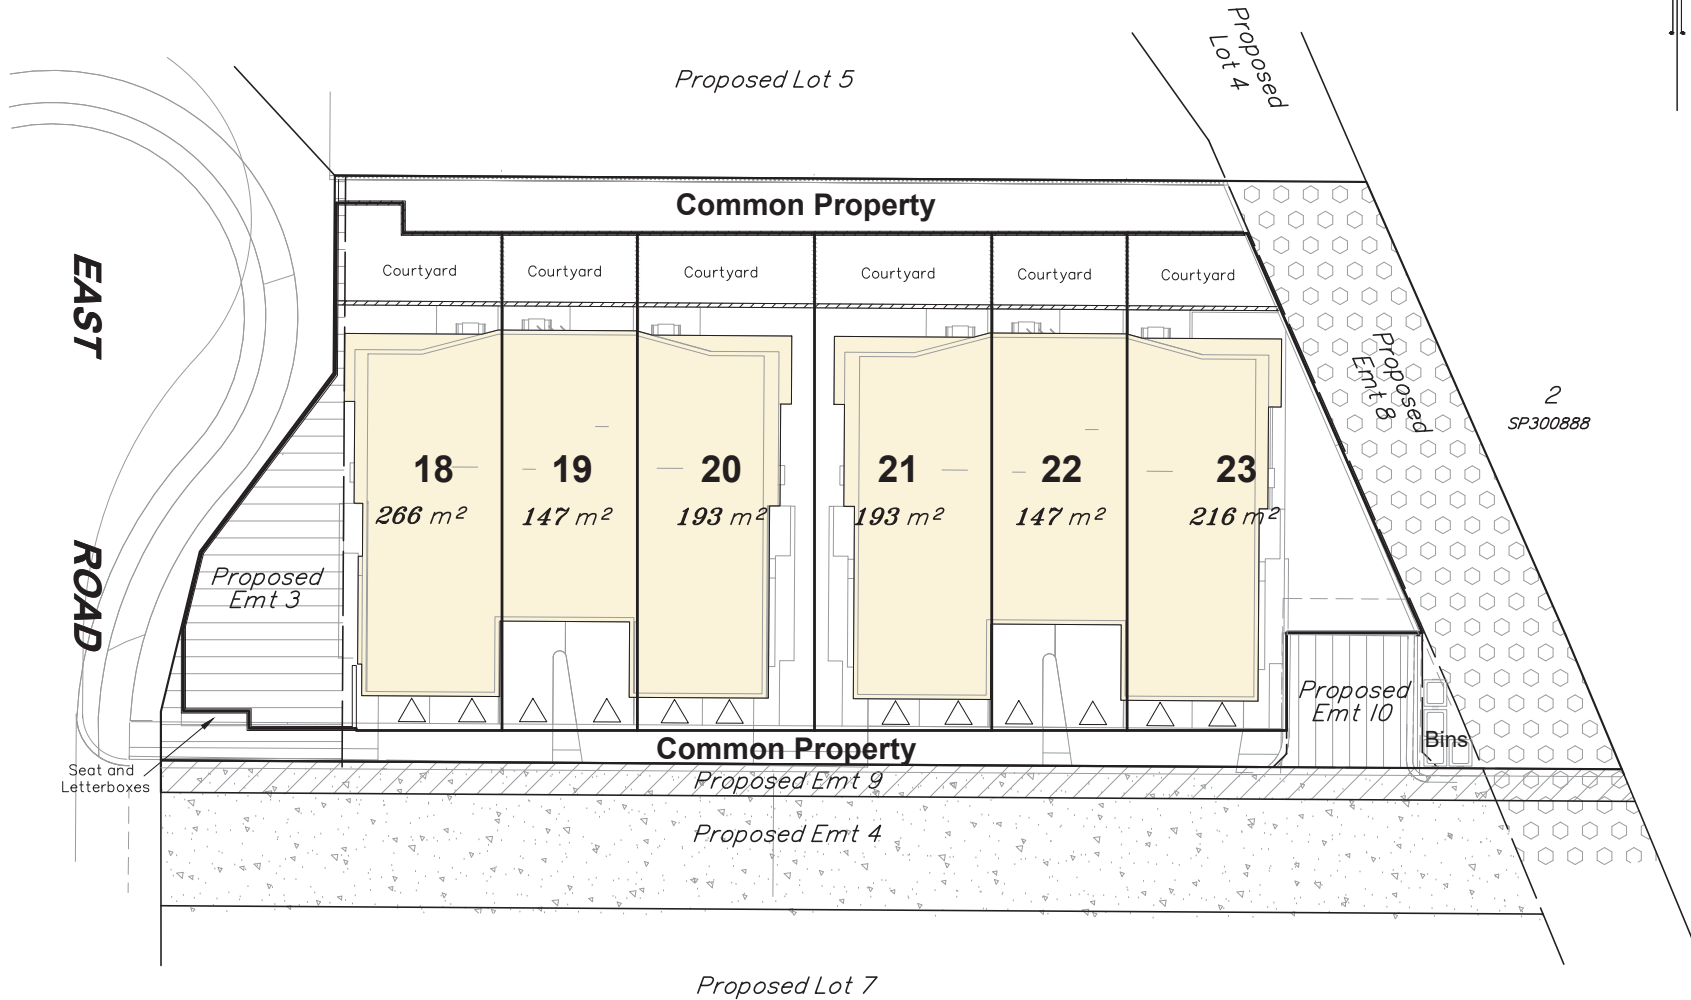 Proposed
Lot 4
Proposed Lot 5
Common Property
Courtyard
Courtyard
Courtyard
Courtyard
Courtyard
Courtyard
EAST
ROAD
Proposed
Emt 8
2
SP300888
18
19
20
21
22
23
266 m²
147 m²
193 m²
193 m²
147 m²
216 m²
Proposed
Emt 3
Proposed
Emt 10
Bins
Common Property
Seat and
Letterboxes
Proposed Emt 9
Proposed Emt 4
Proposed Lot 7